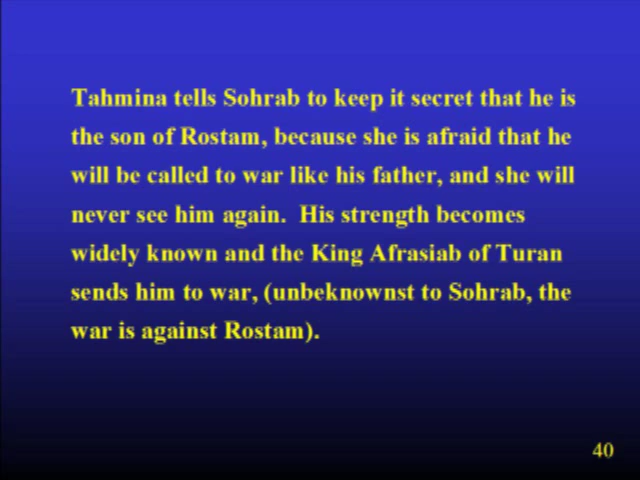 Tahmina tells Sohrab to keep it secret that he is
the son of Rostam, because she is afraid that he
will be called to war like his father, and she will
never see him again.  His strength becomes
widely known and the King Afrasiab of Turan
sends him to war, (unbeknownst to Sohrab, the
war is against Rostam).
40